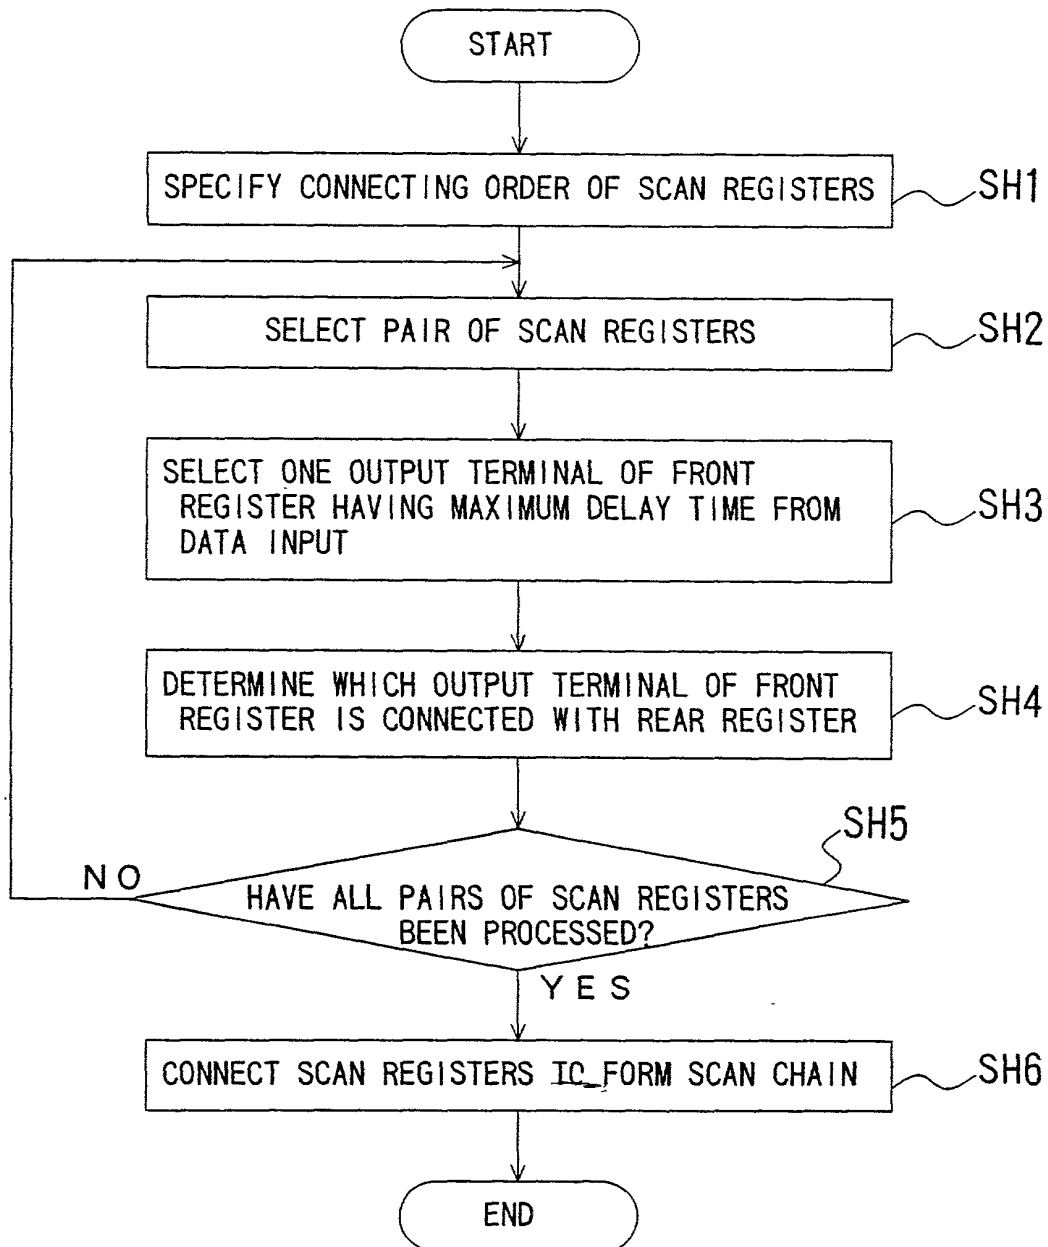 START
SPECIFY CONNECTING ORDER OF SCAN REGISTERS
SH1
SELECT PAIR OF SCAN REGISTERS
SH2
SELECT ONE OUTPUT TERMINAL OF FRONT
REGISTER HAVING MAXIMUM DELAY TIME FROM
DATA INPUT
SH3
DETERMINE WHICH OUTPUT TERMINAL OF FRONT
REGISTER IS CONNECTED WITH REAR REGISTER
SH4
SH5
NO
HAVE ALL PAIRS OF SCAN REGISTERS
BEEN PROCESSED?
YES
CONNECT SCAN REGISTERS IC FORM SCAN CHAIN
SH6
END